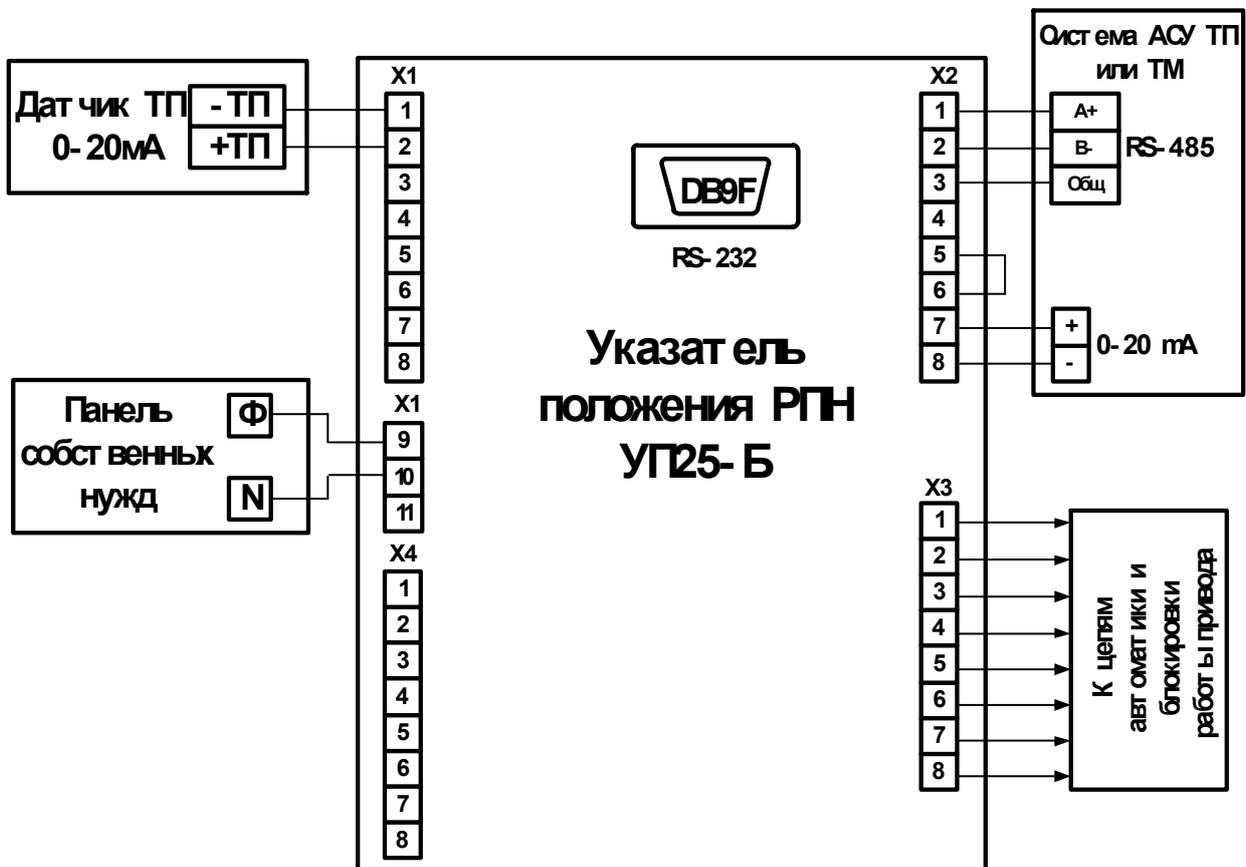 Датчик ТП
0-20мА
- ТП
+ТП
Панель
собственных
нужд
Ф
N
X1
1
2
3
4
5
6
7
8
X1
9
10
11
X4
1
2
3
4
5
6
7
8
DB9F
RS-232
Указатель
положения РПН
УП25-Б
X2
1
2
3
4
5
6
7
8
X3
1
2
3
4
5
6
7
8
Система АСУ ТП
или ТМ
A+
B-
Общ
RS-485
+
-
0-20 mA
К цепям
автоматики и
блокировки
работы привода